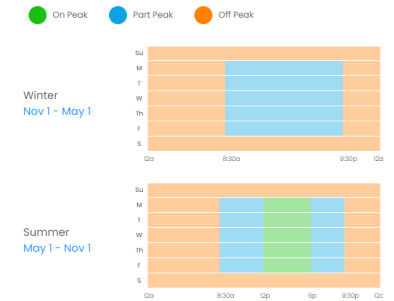 On Peak Part Peak Off Peak
Su
M
T
W
Th
F
S
Winter
Nov 1 - May 1
12a 8:30a 9:30p 12a
Su
M
T
W
Th
F
S
Summer
May 1 - Nov 1
12a 8:30a 12p 6p 9:30p 12c